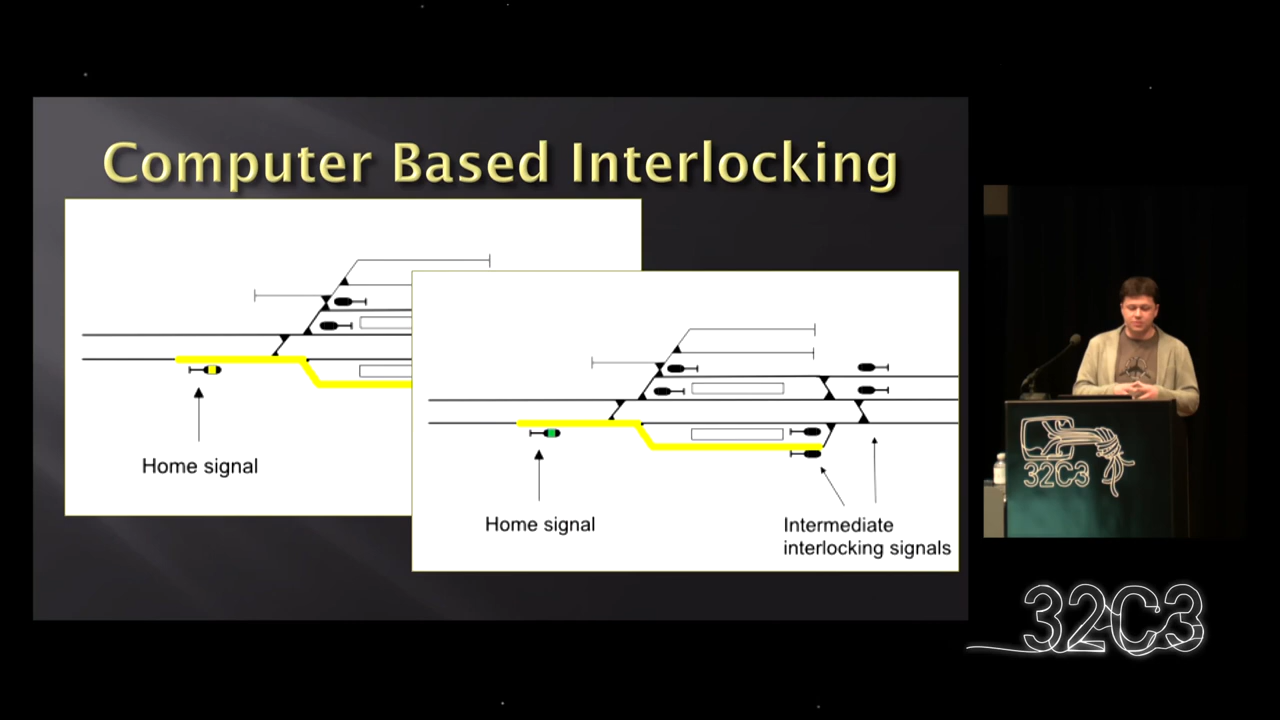 Computer Based Interlocking
Home signal
Home signal
Intermediate
interlocking signals
32C3
32C3